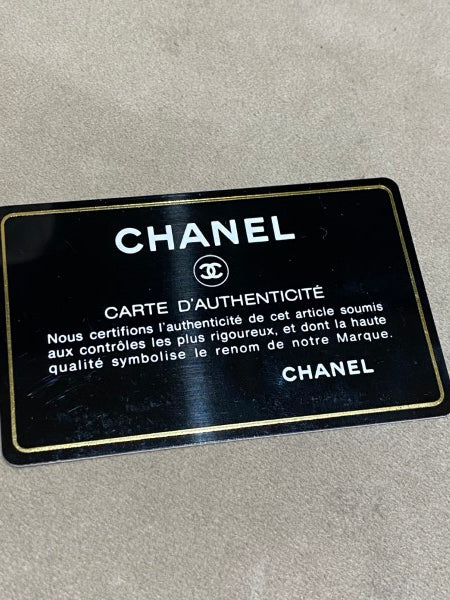 CHANEL
CARTE D'AUTHENTICITÉ
Nous certifions l'authenticité de cet article soumis
aux contrôles les plus rigoureux, et dont la haute
qualité symbolise le renom de notre Marque.
CHANEL